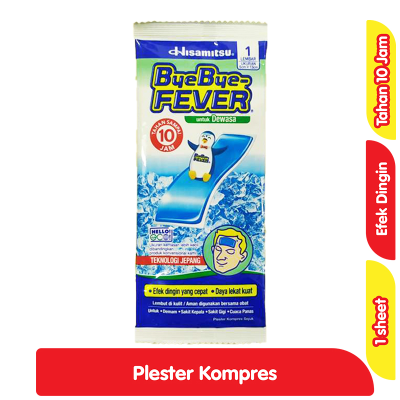 Hisamitsu.
1
LEMBAR
ByeBye-
FEVER
untuk Dewasa
TAHAN SAMPAI
10
JAM
HELLO
TEKNOLOGI JEPANG
• Efek dingin yang cepat • Daya lekat kuat
Lembut di kulit / Aman digunakan bersama obat
Untuk : • Demam • Sakit Kepala • Sakit Gigi • Cuaca Panas
Plester Kompres Sejuk
Tahan 10 Jam
Efek Dingin
1 sheet
Plester Kompres